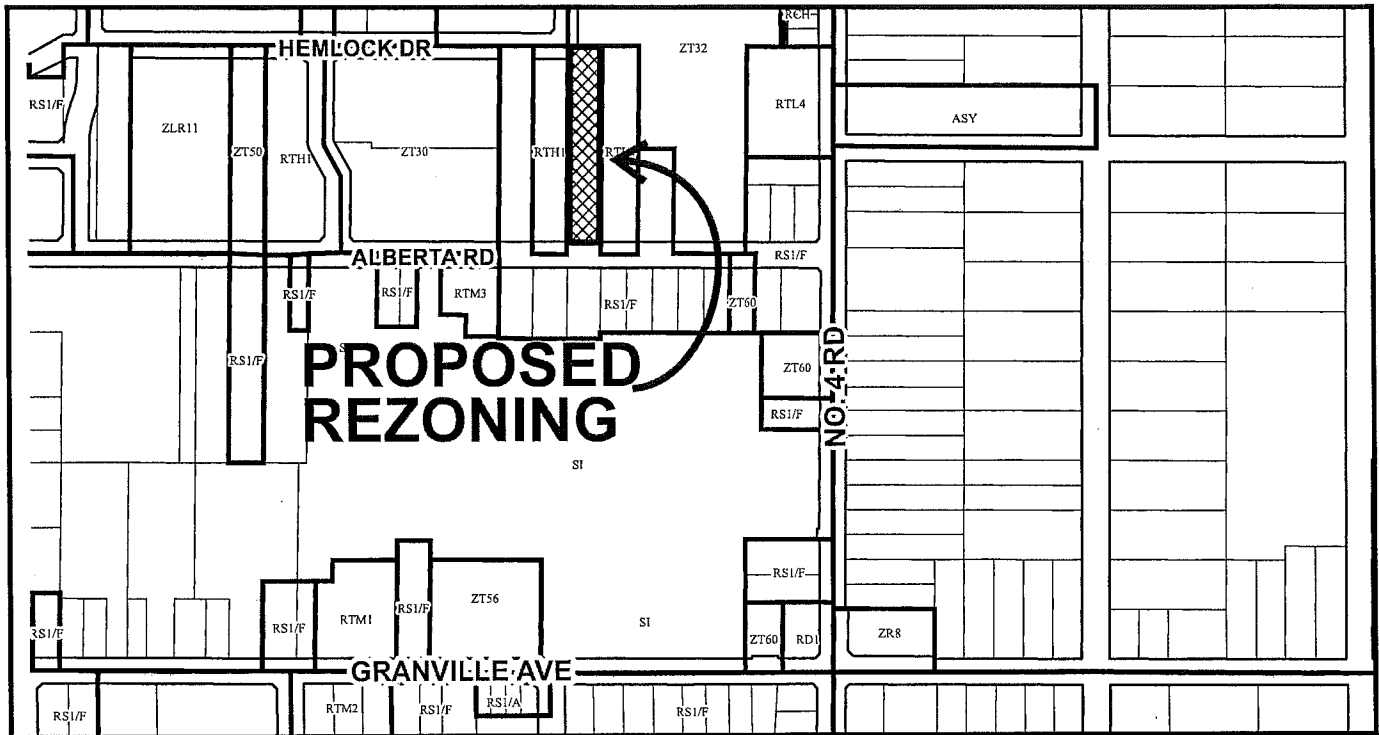 RCH
HEMLOCK DR
ZT32
RS1/F
RTL4
ASY
ZLR11
ZT50
RTH1
ZT30
RTH1
ALBERTA RD
RS1/F
RS1/F
RS1/F
RTM3
RS1/F
ZT60
RS1/F
PROPOSED
REZONING
ZT60
RS1/F
NO. 4 RD
SI
RS1/F
RS1/F
RS1/F
RTM1
RS1/F
ZT56
SI
ZT60
RD1
ZR8
GRANVILLE AVE
RS1/F
RTM2
RS1/F
RS1/A
RS1/F